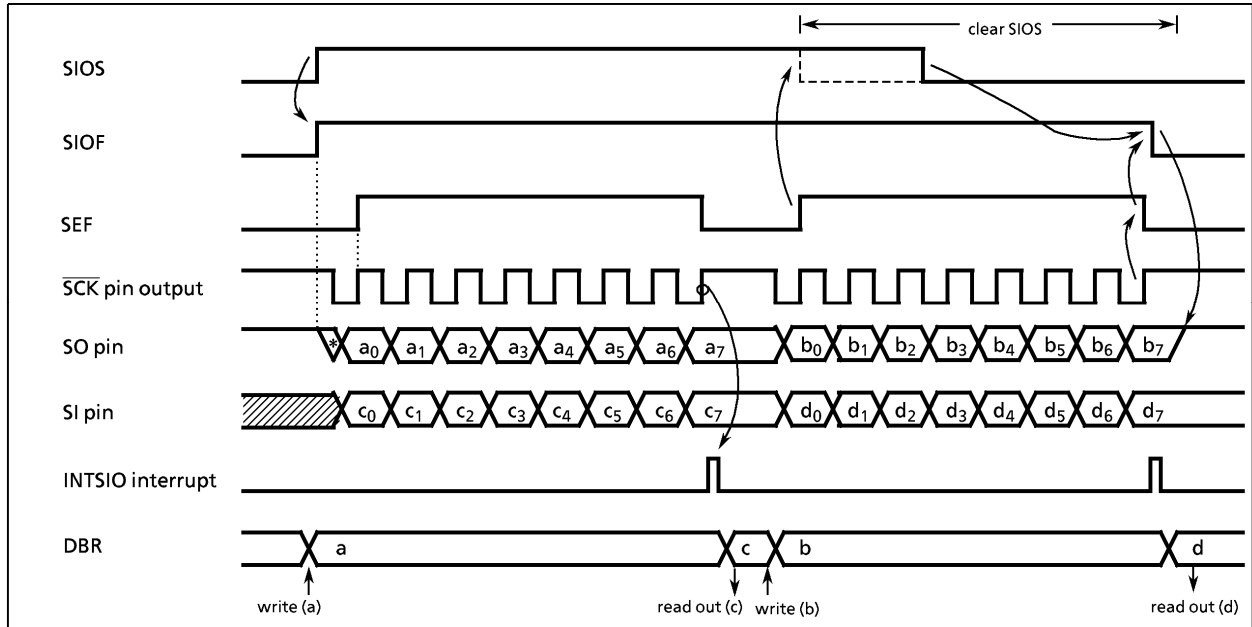 clear SIOS
SIOS
SIOF
SEF
SCK pin output
SO pin * a0 a1 a2 a3 a4 a5 a6 a7 b0 b1 b2 b3 b4 b5 b6 b7
SI pin c0 c1 c2 c3 c4 c5 c6 c7 d0 d1 d2 d3 d4 d5 d6 d7
INTSIO interrupt
DBR a c b d
write (a) read out (c) write (b) read out (d)